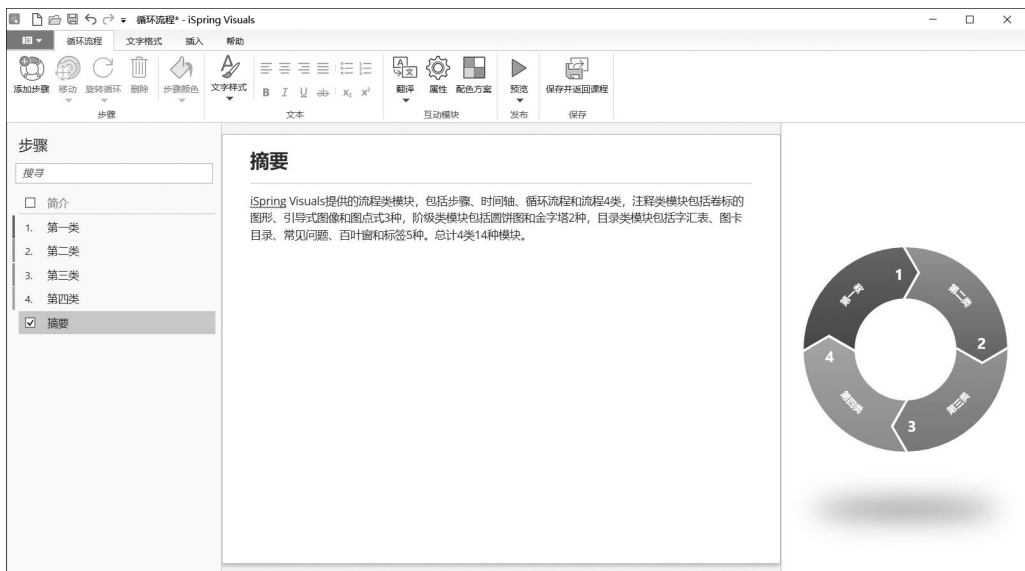 循环流程* - iSpring Visuals
循环流程 文字格式 插入 帮助
添加步骤 移动 旋转循环 删除 步骤颜色 文字样式 B I U ab x₂ x² 翻译 属性 配色方案 预览 保存并返回课程
步骤 文本 互动模块 发布 保存
步骤
搜寻
简介
1. 第一类
2. 第二类
3. 第三类
4. 第四类
摘要
摘要
iSpring Visuals提供的流程类模块，包括步骤、时间轴、循环流程和流程4类，注释类模块包括卷标的
图形、引导式图像和图点式3种，阶级类模块包括圆饼图和金字塔2种，目录类模块包括字汇表、图卡
目录、常见问题、百叶窗和标签5种。总计4类14种模块。
1
第一类
第二类
2
4
第四类
第三类
3